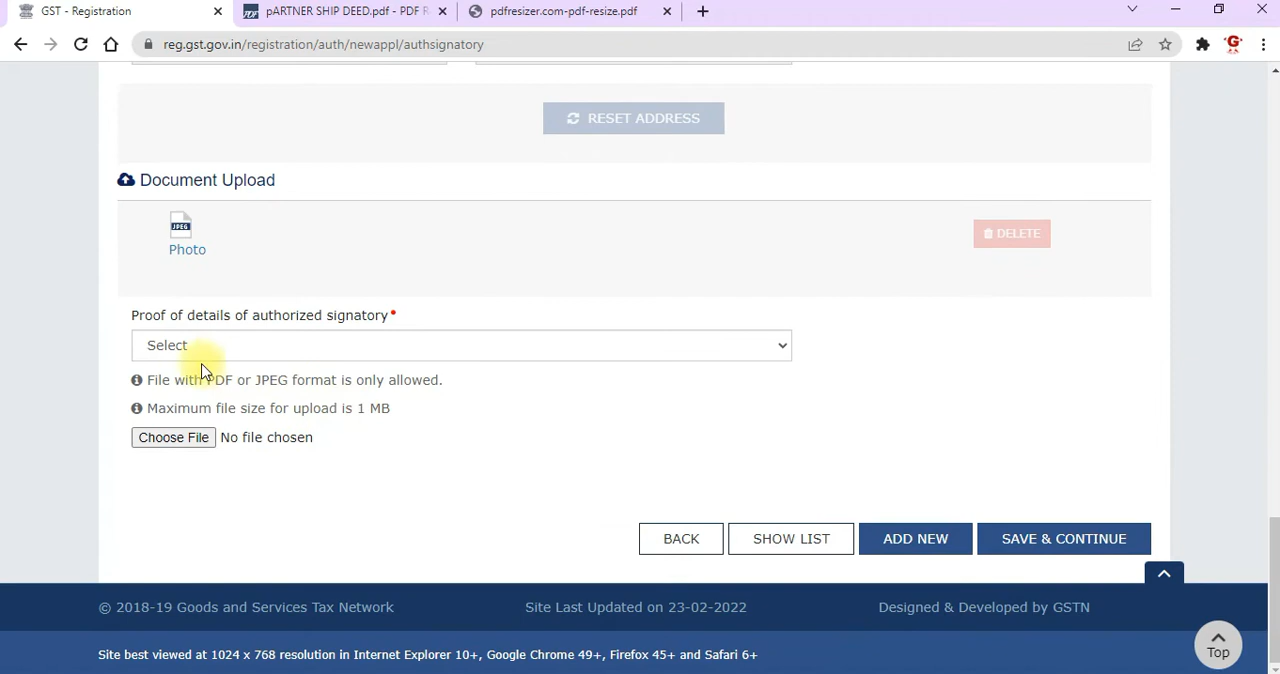 GST - Registration
pARTNER SHIP DEED.pdf - PDF R
pdfresizer.com-pdf-resize.pdf
reg.gst.gov.in/registration/auth/newappl/authsignatory
RESET ADDRESS
Document Upload
JPEG
Photo
DELETE
Proof of details of authorized signatory•
Select
File with PDF or JPEG format is only allowed.
Maximum file size for upload is 1 MB
Choose File No file chosen
BACK SHOW LIST ADD NEW SAVE & CONTINUE
© 2018-19 Goods and Services Tax Network Site Last Updated on 23-02-2022 Designed & Developed by GSTN
Site best viewed at 1024 x 768 resolution in Internet Explorer 10+, Google Chrome 49+, Firefox 45+ and Safari 6+
Top